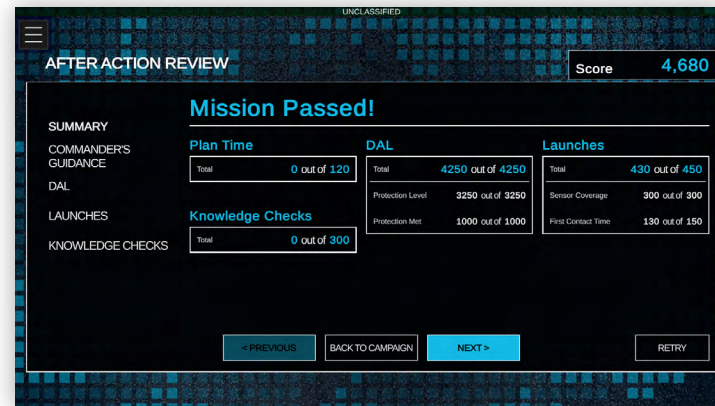 UNCLASSIFIED
AFTER ACTION REVIEW
Score 4,680
SUMMARY
COMMANDER'S
GUIDANCE
DAL
LAUNCHES
KNOWLEDGE CHECKS
Mission Passed!
Plan Time
Total 0 out of 120
Knowledge Checks
Total 0 out of 300
DAL
Total 4250 out of 4250
Protection Level 3250 out of 3250
Protection Met 1000 out of 1000
Launches
Total 430 out of 450
Sensor Coverage 300 out of 300
First Contact Time 130 out of 150
< PREVIOUS
BACK TO CAMPAIGN
NEXT >
RETRY